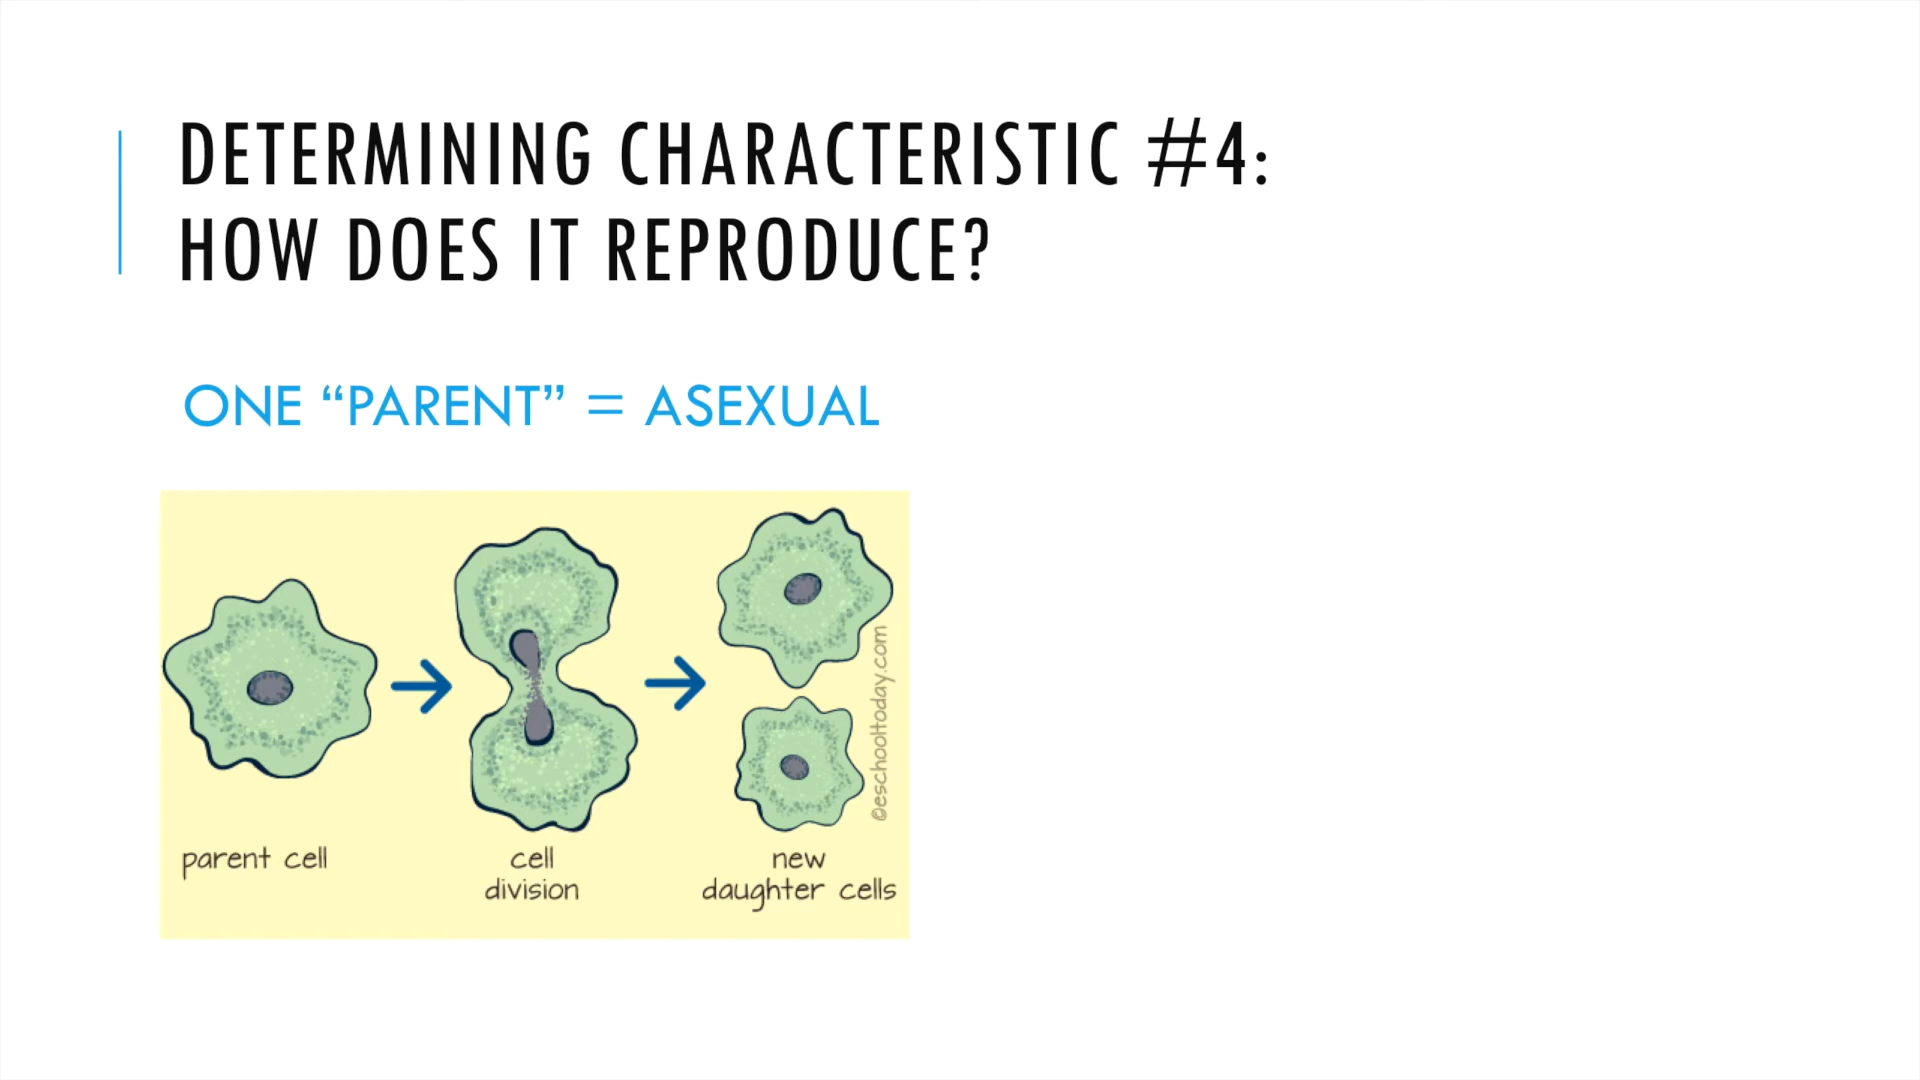 DETERMINING CHARACTERISTIC #4:
HOW DOES IT REPRODUCE?
ONE “PARENT” = ASEXUAL
©eschooltoday.com
parent cell
cell
division
new
daughter cells